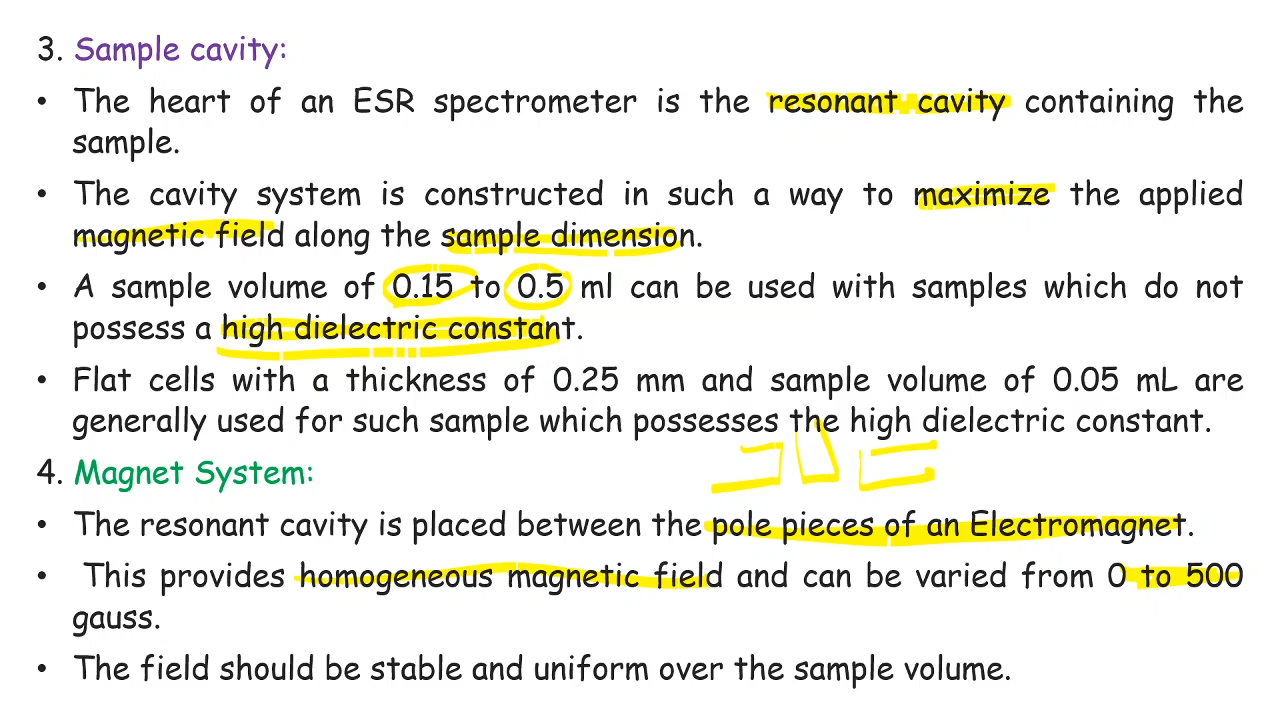 3. Sample cavity:
• The heart of an ESR spectrometer is the resonant cavity containing the
sample.
• The cavity system is constructed in such a way to maximize the applied
magnetic field along the sample dimension.
• A sample volume of 0.15 to 0.5 ml can be used with samples which do not
possess a high dielectric constant.
• Flat cells with a thickness of 0.25 mm and sample volume of 0.05 mL are
generally used for such sample which possesses the high dielectric constant.
4. Magnet System:
• The resonant cavity is placed between the pole pieces of an Electromagnet.
• This provides homogeneous magnetic field and can be varied from 0 to 500
gauss.
• The field should be stable and uniform over the sample volume.